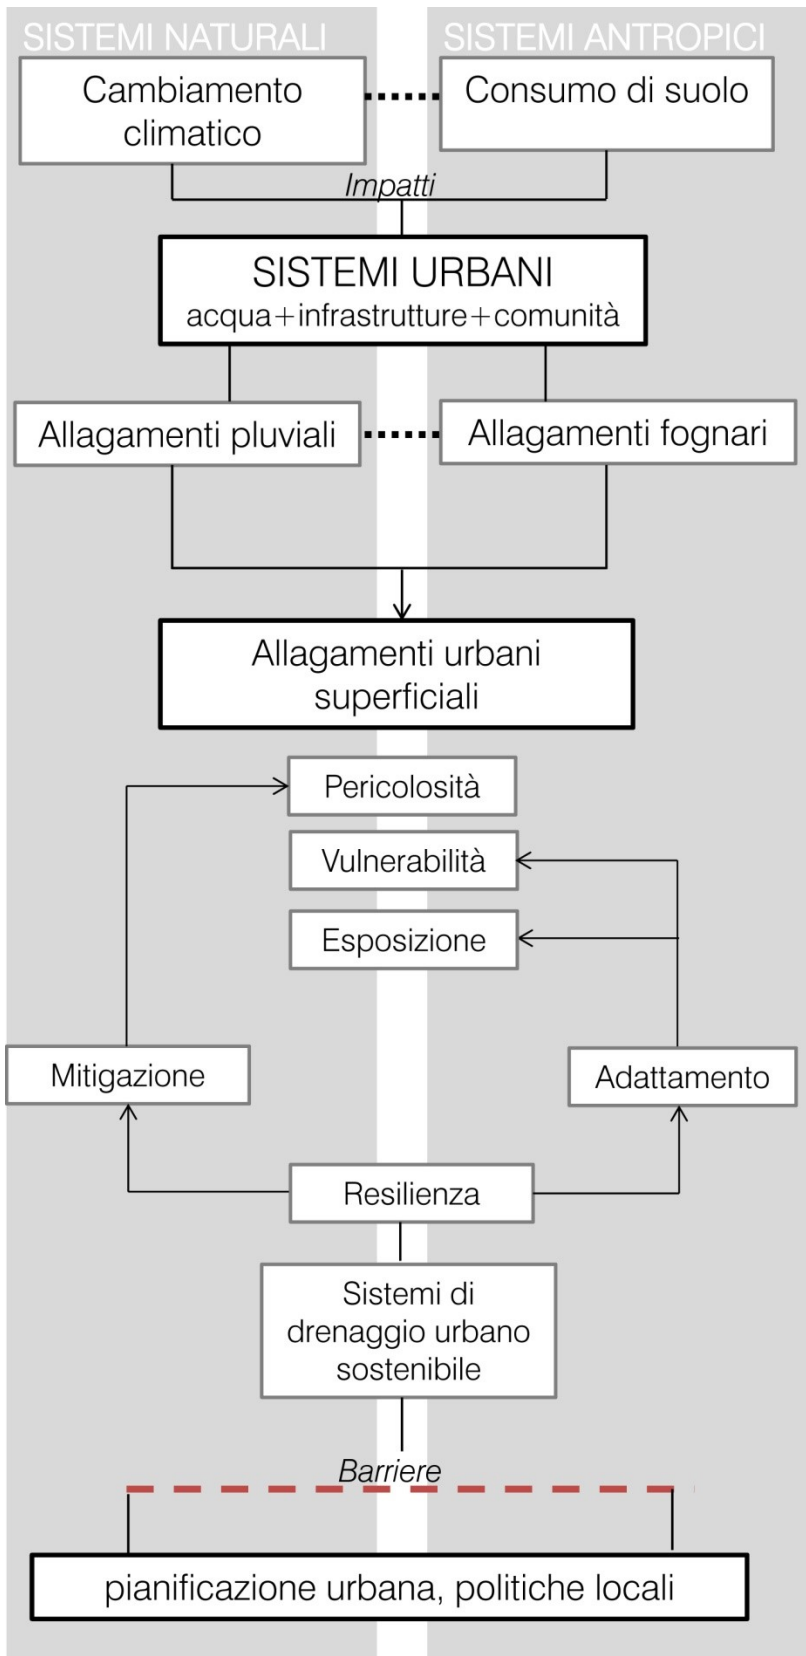 SISTEMI NATURALI
SISTEMI ANTROPICI
Cambiamento
climatico
Consumo di suolo
Impatti
SISTEMI URBANI
acqua+infrastrutture+comunità
Allagamenti pluviali
Allagamenti fognari
Allagamenti urbani
superficiali
Pericolosità
Vulnerabilità
Esposizione
Mitigazione
Adattamento
Resilienza
Sistemi di
drenaggio urbano
sostenibile
Barriere
pianificazione urbana, politiche locali